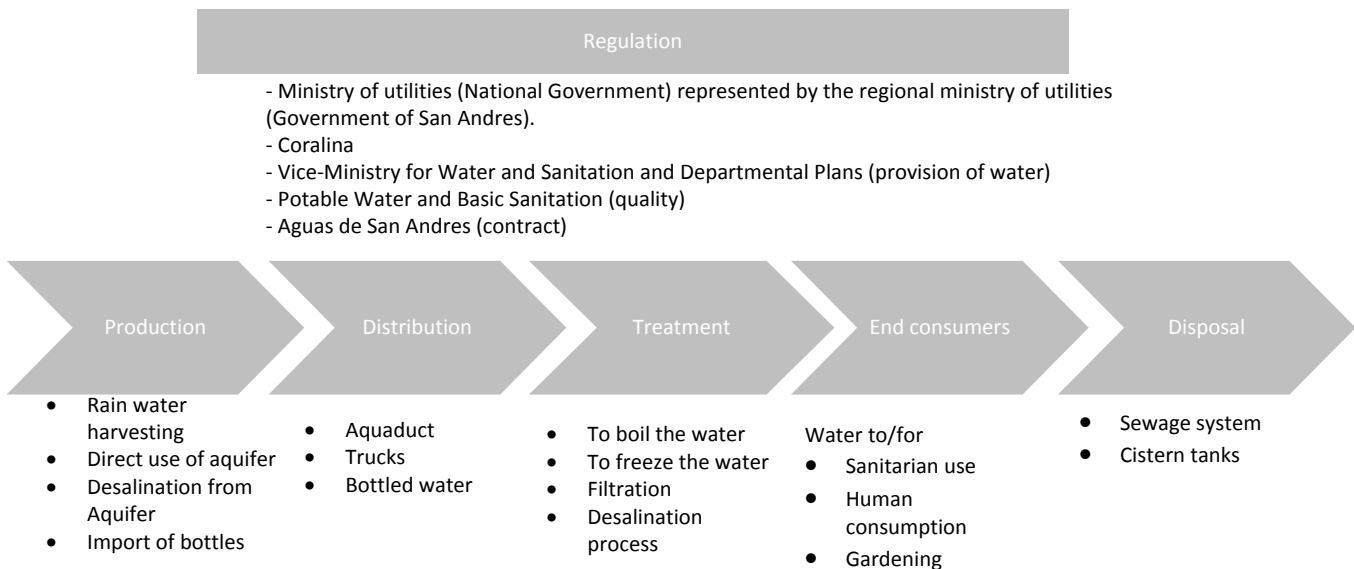 Regulation
- Ministry of utilities (National Government) represented by the regional ministry of utilities
(Government of San Andres).
- Coralina
- Vice-Ministry for Water and Sanitation and Departmental Plans (provision of water)
- Potable Water and Basic Sanitation (quality)
- Aguas de San Andres (contract)
Production
Distribution
Treatment
End consumers
Disposal
• Rain water
harvesting
• Direct use of aquifer
• Desalination from
Aquifer
• Import of bottles
• Aquaduct
• Trucks
• Bottled water
• To boil the water
• To freeze the water
• Filtration
• Desalination
process
Water to/for
• Sanitarian use
• Human
consumption
• Gardening
• Sewage system
• Cistern tanks